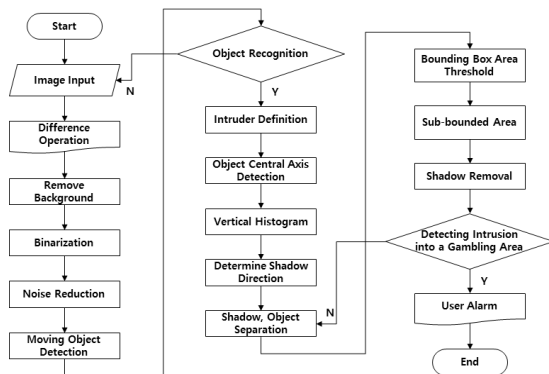 Start
Image Input
Difference
Operation
Remove
Background
Binarization
Noise Reduction
Moving Object
Detection
Object Recognition
N
Y
Intruder Definition
Object Central Axis
Detection
Vertical Histogram
Determine Shadow
Direction
Shadow, Object
Separation
Bounding Box Area
Threshold
Sub-bounded Area
Shadow Removal
Detecting Intrusion
into a Gambling Area
N
Y
User Alarm
End